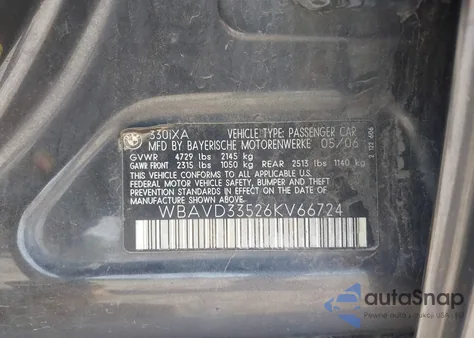 330iXA VEHICLE TYPE: PASSENGER CAR
MFD BY BAYERISCHE MOTORENWERKE 05/06
GVWR 4729 lbs 2145 kg
GAWR FRONT 2315 lbs 1050 kg REAR 2513 lbs 1140 kg
THIS VEHICLE CONFORMS TO ALL APPLICABLE
FEDERAL MOTOR VEHICLE SAFETY, BUMPER, AND THEFT
PREVENTION STANDARDS IN EFFECT ON THE DATE OF
MANUFACTURE SHOWN ABOVE.
WBAVD33526KV66724
autoSnap